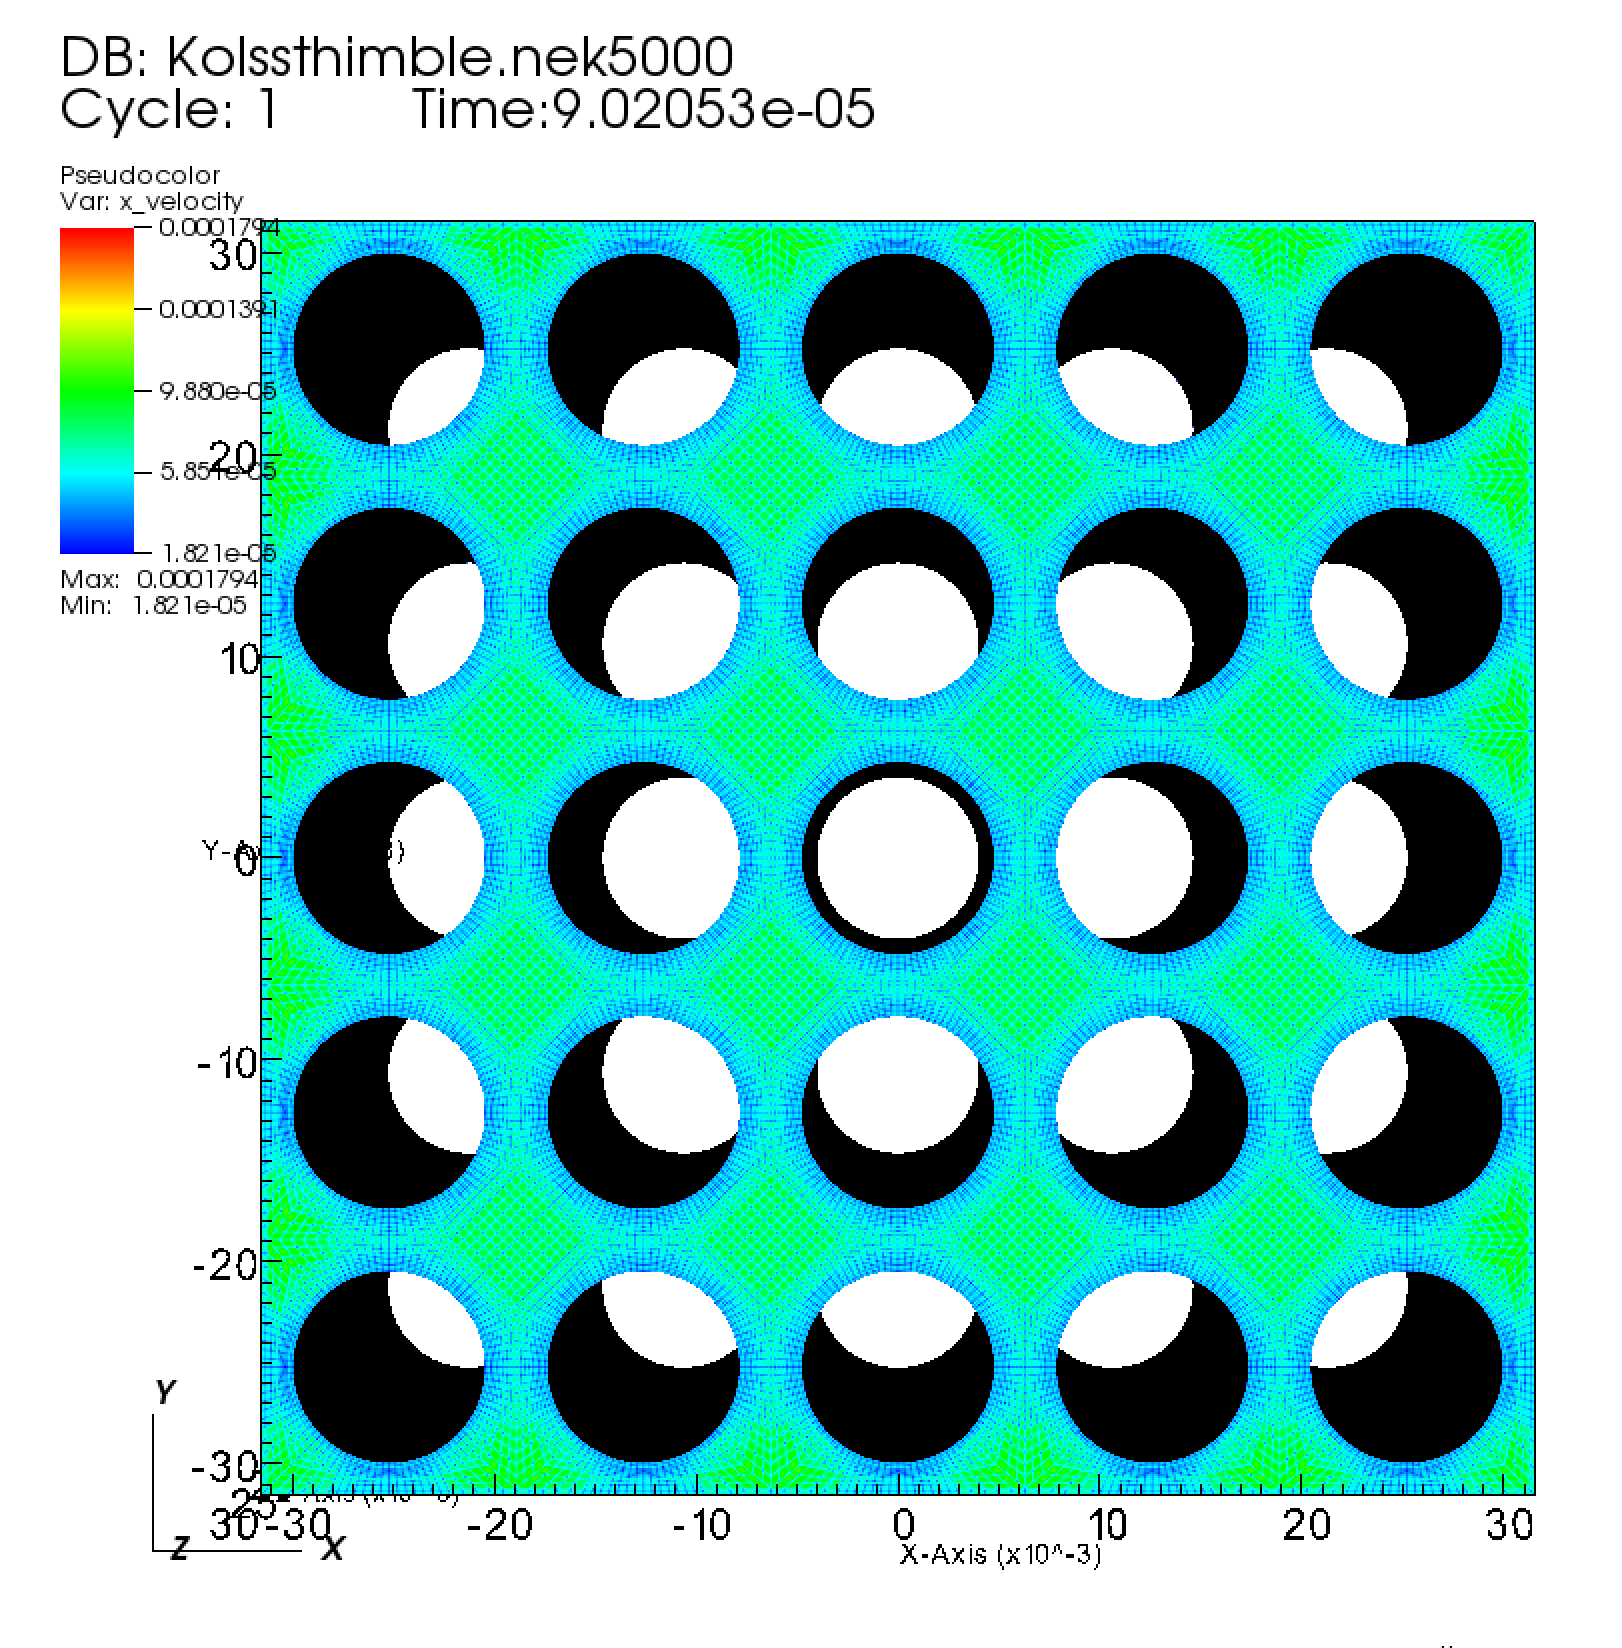 DB: Kolssthimble.nek5000
Cycle: 1 Time:9.02053e-05
Pseudocolor
Var: x_velocity
0.0001794
0.0001391
9.880e-05
5.851e-05
1.821e-05
Max: 0.0001794
Min: 1.821e-05
30
20
10
0
-10
-20
-30
Y
Z
X
30
-30
-20
-10
0
10
20
30
X-Axis (x10^-3)